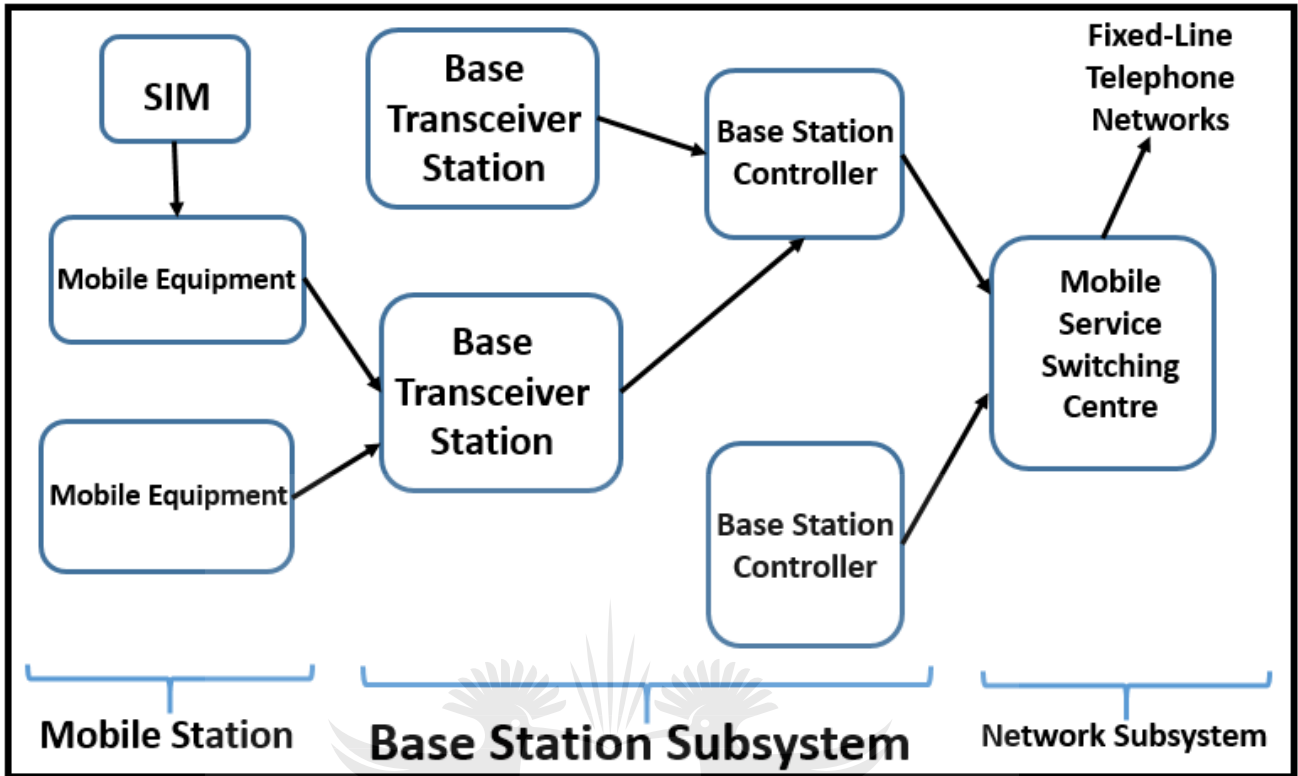 SIM
Mobile Equipment
Mobile Equipment
Base
Transceiver
Station
Base
Transceiver
Station
Base Station
Controller
Base Station
Controller
Fixed-Line
Telephone
Networks
Mobile
Service
Switching
Centre
Mobile Station
Base Station Subsystem
Network Subsystem